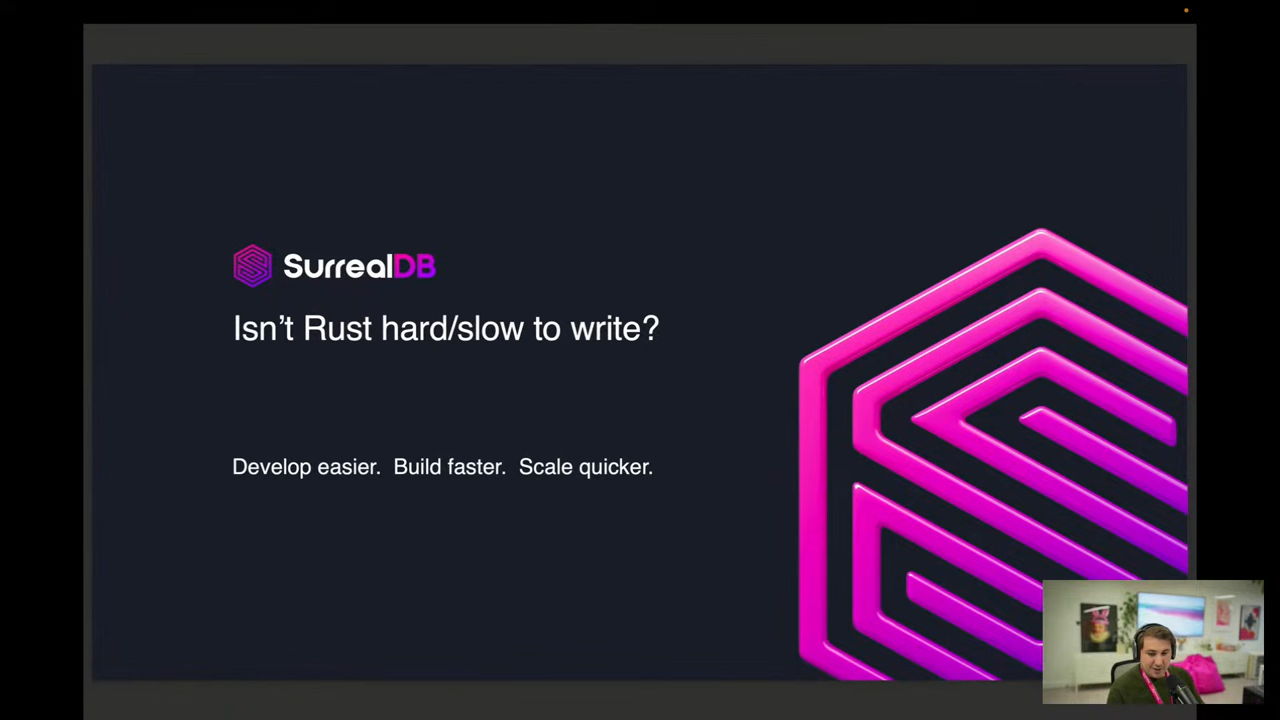 SurrealDB
Isn't Rust hard/slow to write?
Develop easier. Build faster. Scale quicker.